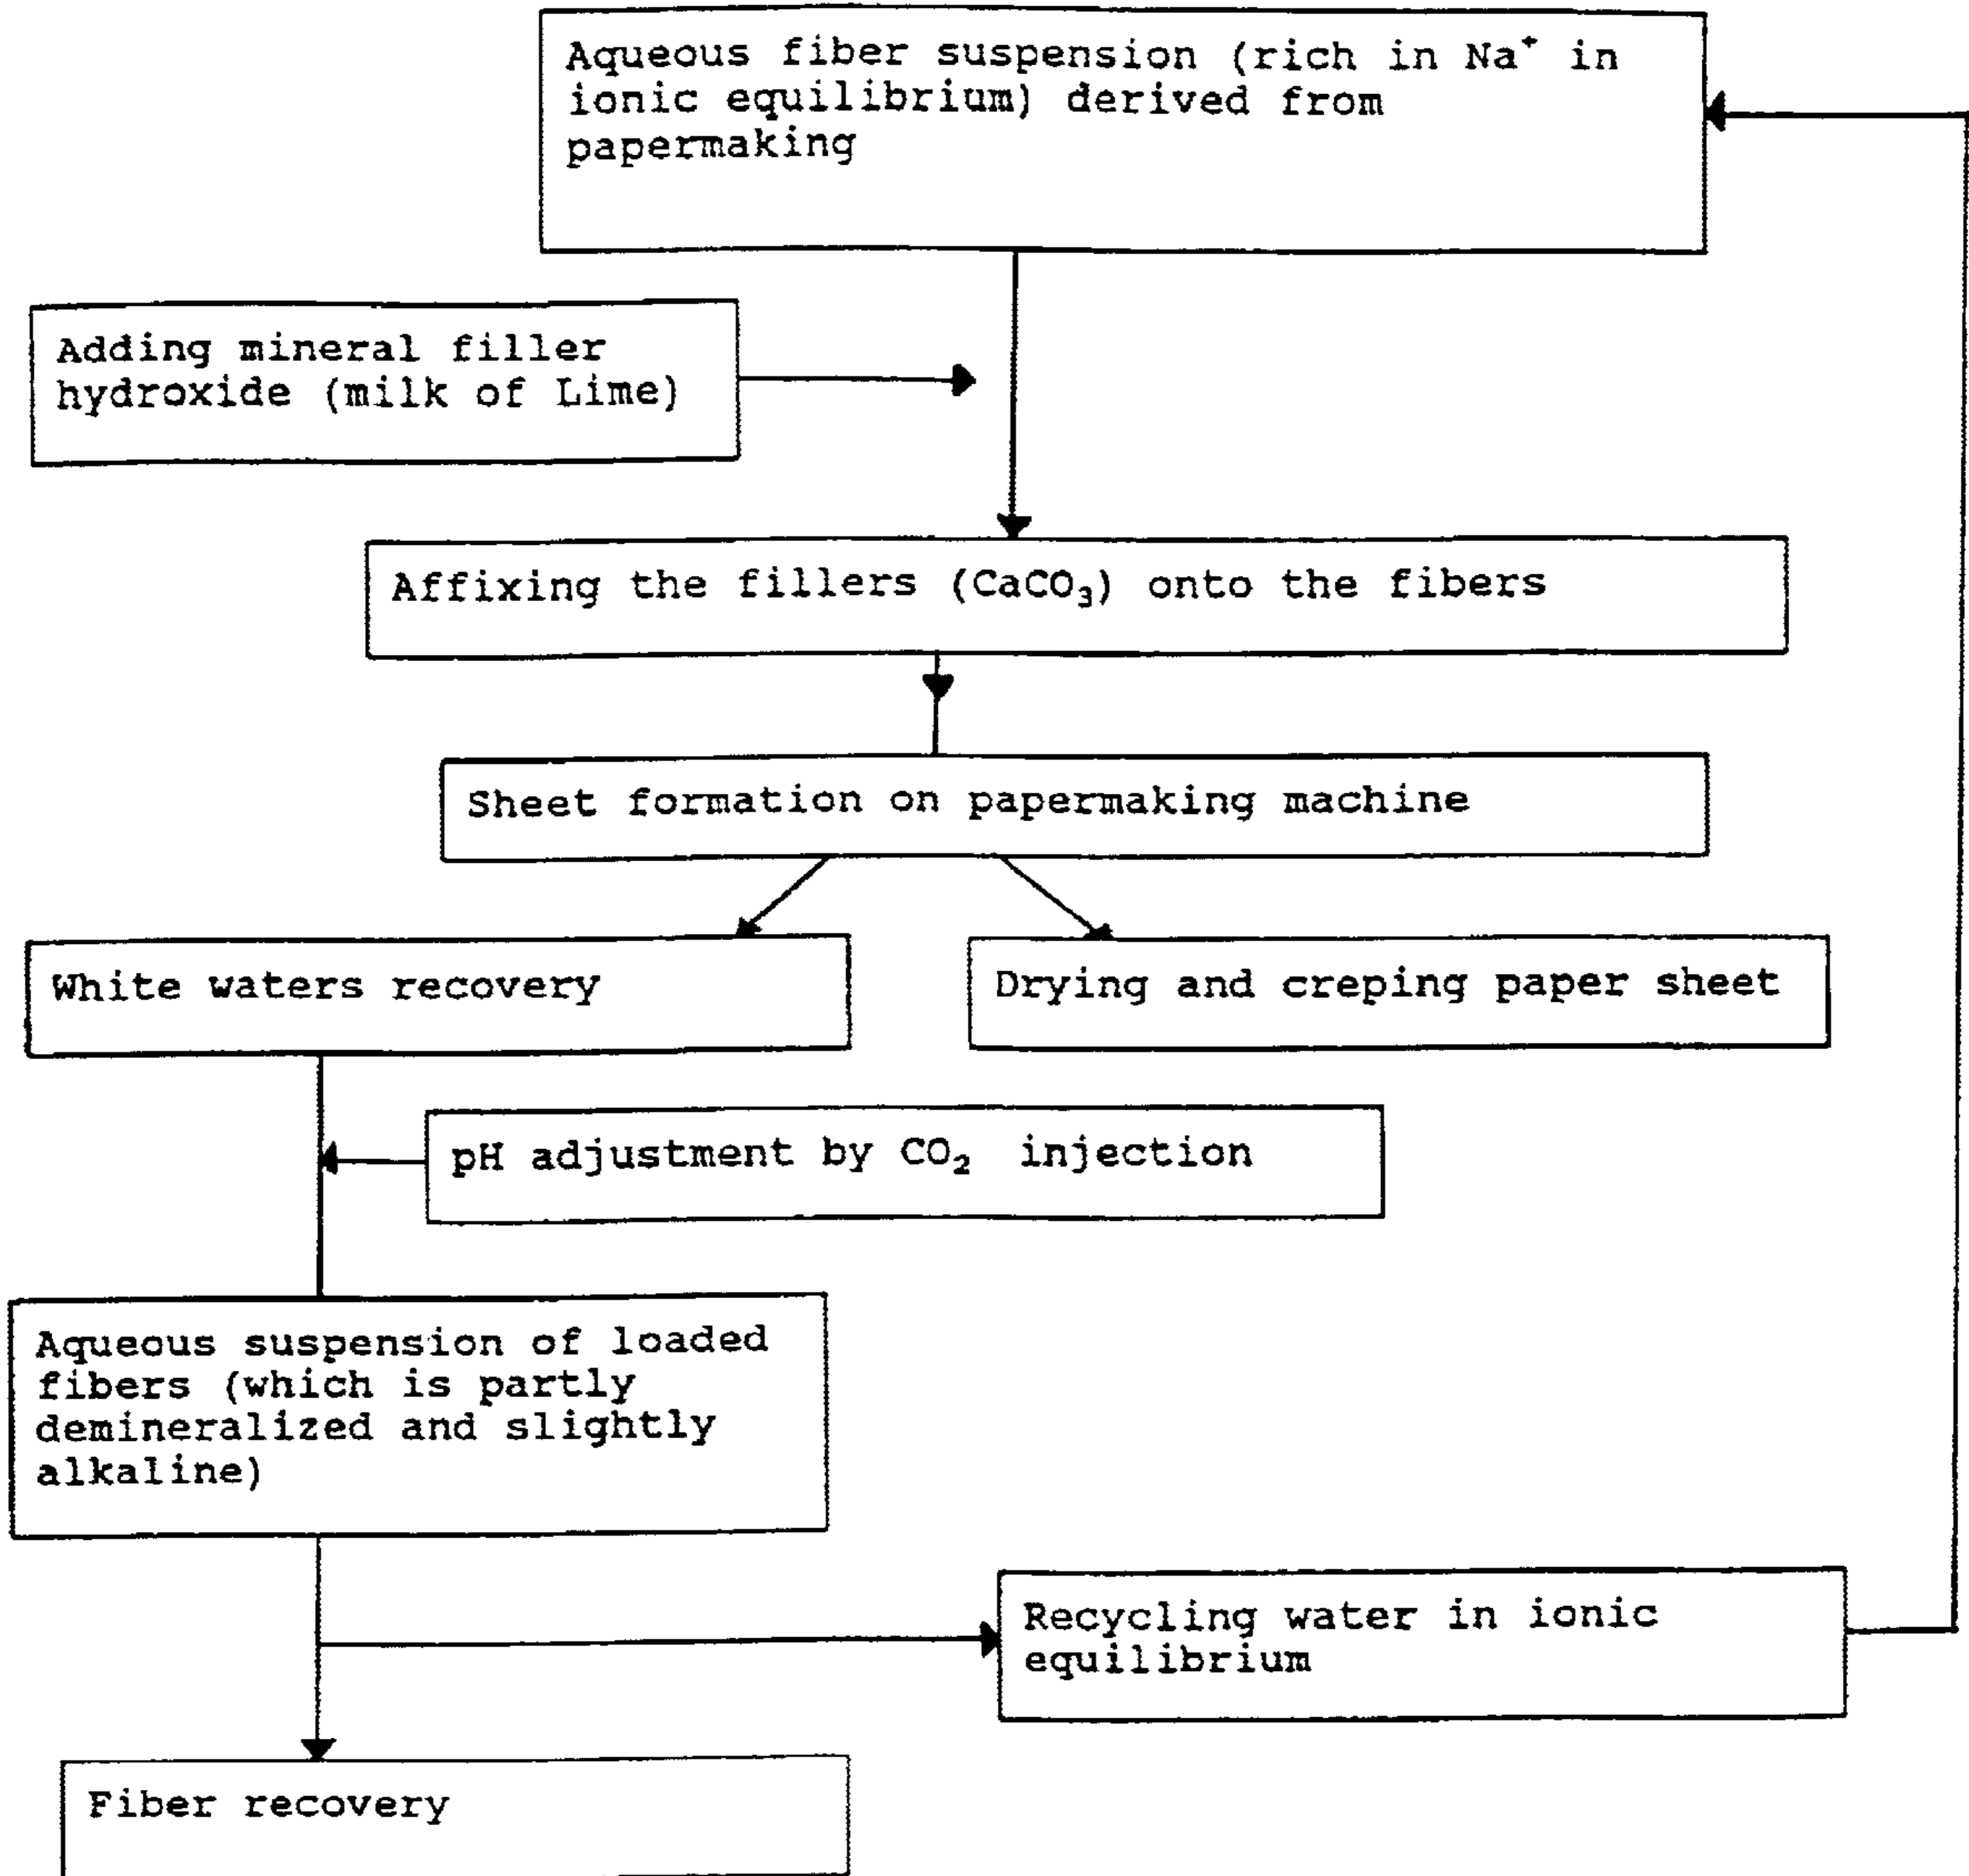 Aqueous fiber suspension (rich in Na⁺ in
ionic equilibrium) derived from
papermaking
Adding mineral filler
hydroxide (milk of Lime)
Affixing the fillers (CaCO₃) onto the fibers
Sheet formation on papermaking machine
White waters recovery
Drying and creping paper sheet
pH adjustment by CO₂ injection
Aqueous suspension of loaded
fibers (which is partly
demineralized and slightly
alkaline)
Recycling water in ionic
equilibrium
Fiber recovery